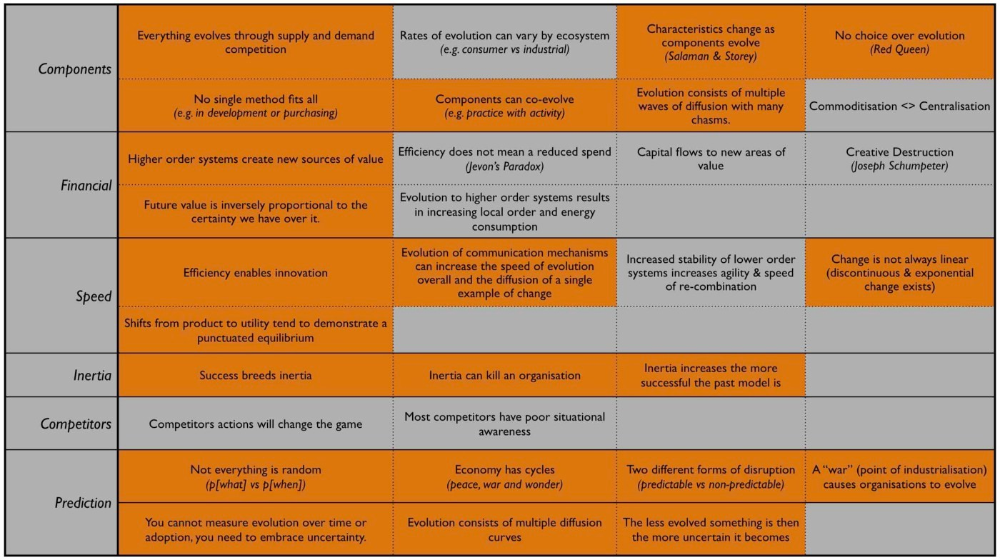 Components
Everything evolves through supply and demand
competition
Rates of evolution can vary by ecosystem
(e.g. consumer vs industrial)
Characteristics change as
components evolve
(Salaman & Storey)
No choice over evolution
(Red Queen)
No single method fits all
(e.g. in development or purchasing)
Components can co-evolve
(e.g. practice with activity)
Evolution consists of multiple
waves of diffusion with many
chasms.
Commoditisation <> Centralisation
Financial
Higher order systems create new sources of value
Efficiency does not mean a reduced spend
(Jevon's Paradox)
Capital flows to new areas of
value
Creative Destruction
(Joseph Schumpeter)
Future value is inversely proportional to the
certainty we have over it.
Evolution to higher order systems results
in increasing local order and energy
consumption
Speed
Efficiency enables innovation
Evolution of communication mechanisms
can increase the speed of evolution
overall and the diffusion of a single
example of change
Increased stability of lower order
systems increases agility & speed
of re-combination
Change is not always linear
(discontinuous & exponential
change exists)
Shifts from product to utility tend to demonstrate a
punctuated equilibrium
Inertia
Success breeds inertia
Inertia can kill an organisation
Inertia increases the more
successful the past model is
Competitors
Competitors actions will change the game
Most competitors have poor situational
awareness
Prediction
Not everything is random
(p[what] vs p[when])
Economy has cycles
(peace, war and wonder)
Two different forms of disruption
(predictable vs non-predictable)
A "war" (point of industrialisation)
causes organisations to evolve
You cannot measure evolution over time or
adoption, you need to embrace uncertainty.
Evolution consists of multiple diffusion
curves
The less evolved something is then
the more uncertain it becomes